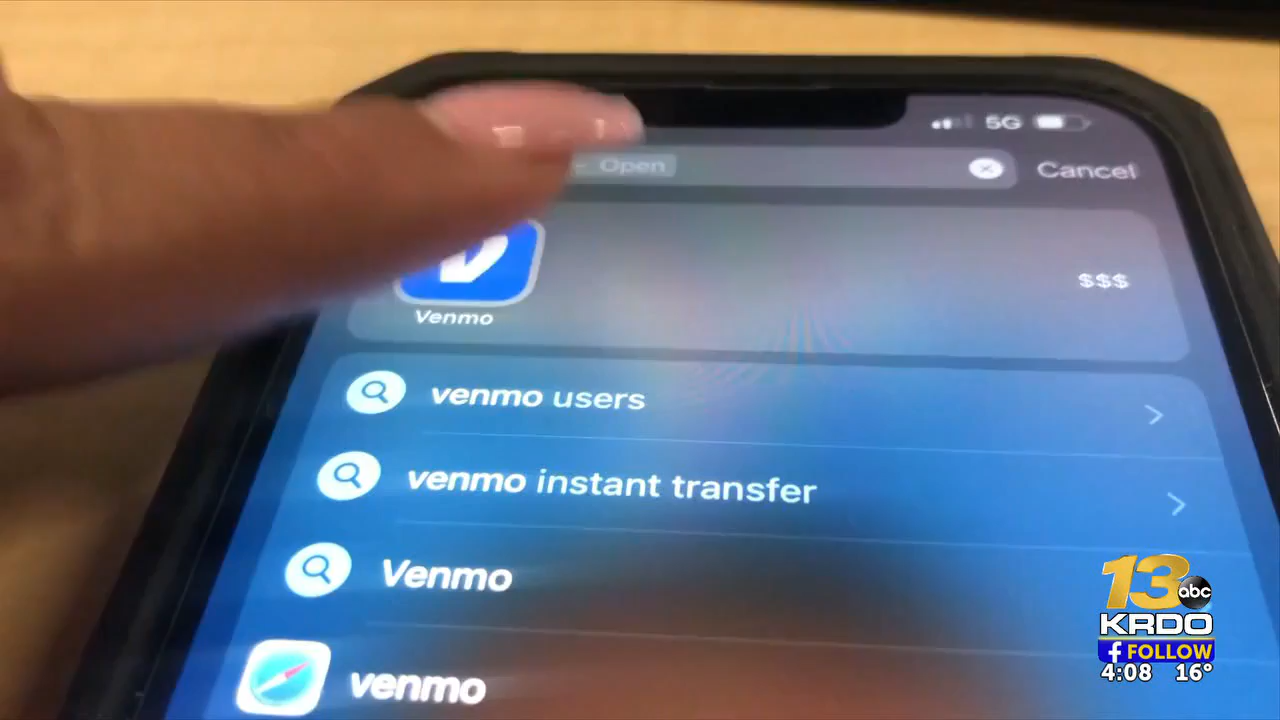 5G
Open
Cancel
$$$
Venmo
venmo users
venmo instant transfer
Venmo
venmo
13
abc
KRDO
f FOLLOW
4:08 16°